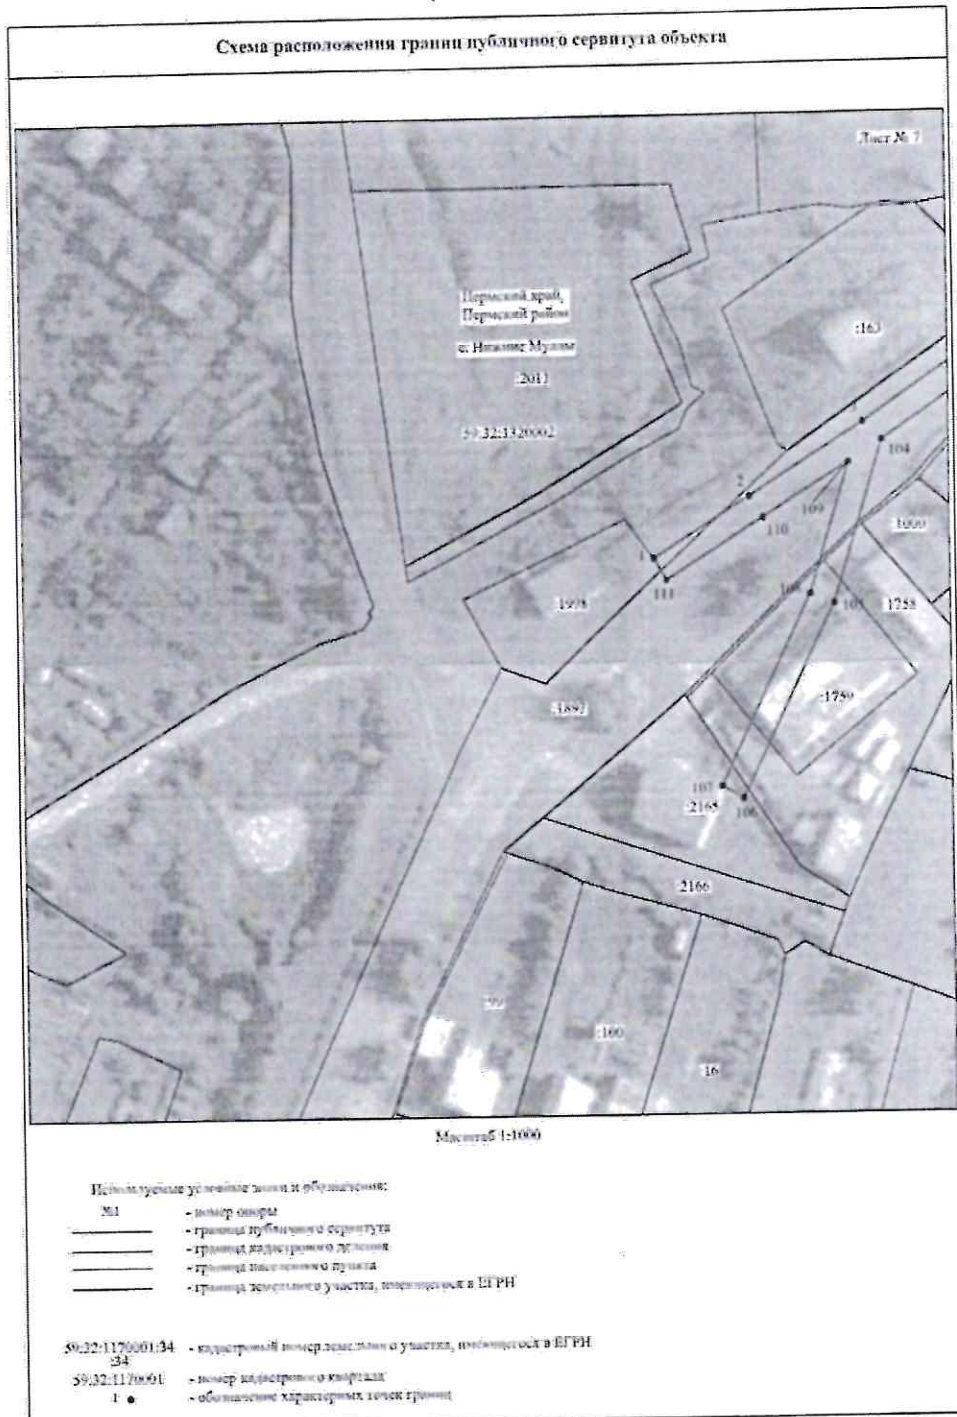 Схема расположения границ публичного сервитута объекта
Лист № 7
Пермский край,
Пермский район
:163
с. Нижние Муллы
:2011
59:32:1320002
3
104
2
109
110
:1000
1
111
:1998
108
105
:1758
:1759
:1897
107
:2165
106
:2166
:99
:100
:16
Масштаб 1:1000
Используемые условные знаки и обозначения:
№1 - номер опоры
- граница публичного сервитута
- граница кадастрового деления
- граница населенного пункта
- граница земельного участка, имеющегося в ЕГРН
59:32:1170001:34 - кадастровый номер земельного участка, имеющегося в ЕГРН
:34
59:32:1170001 - номер кадастрового квартала
1 ● - обозначение характерных точек границ